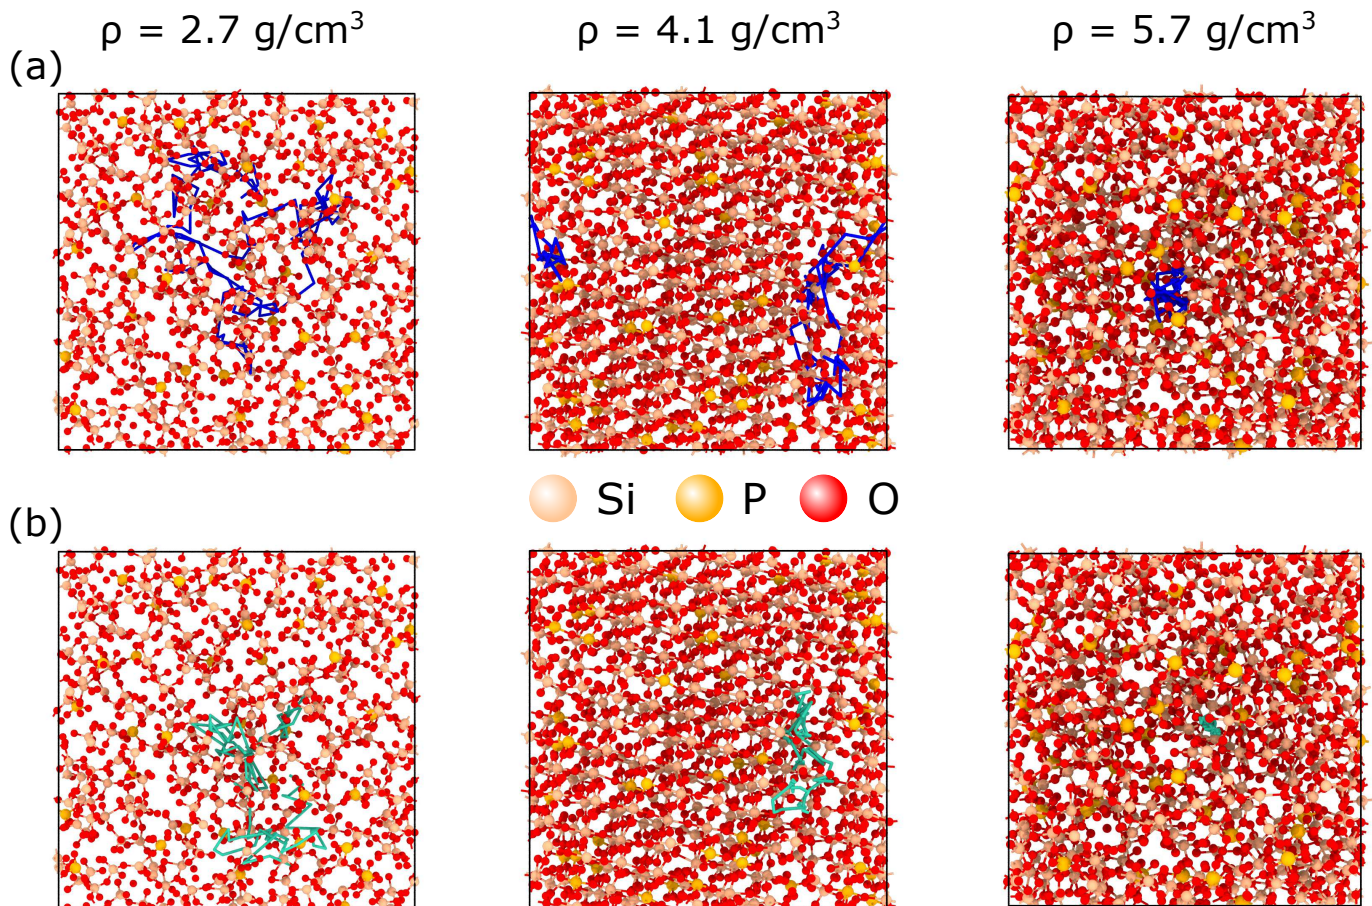 ρ = 2.7 g/cm³ ρ = 4.1 g/cm³ ρ = 5.7 g/cm³
(a)
Si P O
(b)